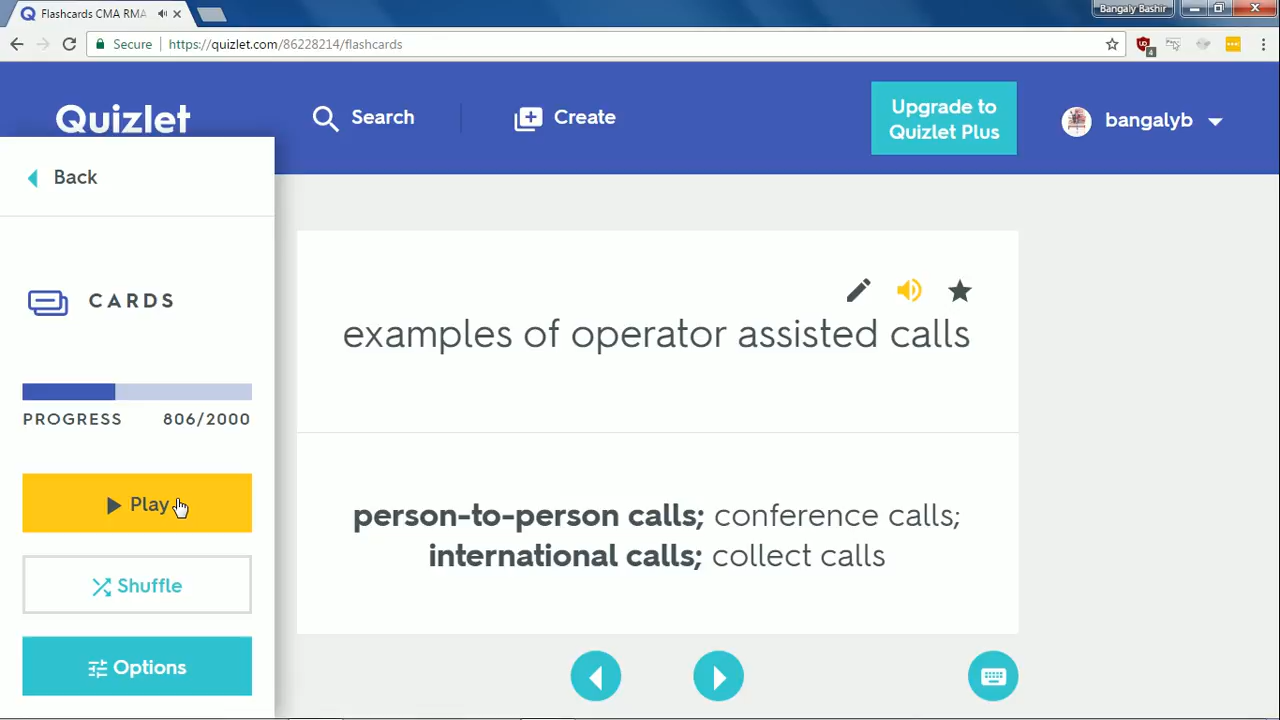 Flashcards CMA RMA
Bangaly Bashir
Secure
https://quizlet.com/86228214/flashcards
4
Quizlet
Search
Create
Upgrade to
Quizlet Plus
bangalyb
Back
CARDS
PROGRESS 806/2000
Play
Shuffle
Options
examples of operator assisted calls
person-to-person calls; conference calls;
international calls; collect calls